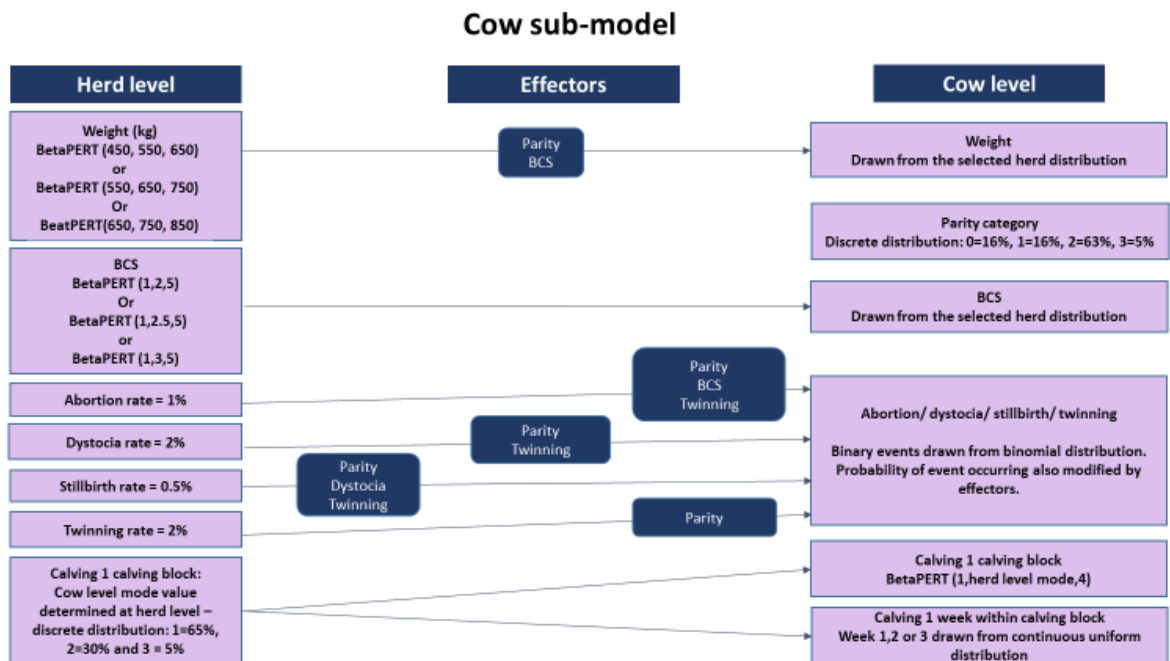 Cow sub-model
Herd level
Effectors
Cow level
Weight (kg)
BetaPERT (450, 550, 650)
or
BetaPERT (550, 650, 750)
Or
BeatPERT(650, 750, 850)
Parity
BCS
Weight
Drawn from the selected herd distribution
Parity category
Discrete distribution: 0=16%, 1=16%, 2=63%, 3=5%
BCS
BetaPERT (1,2,5)
Or
BetaPERT (1,2.5,5)
or
BetaPERT (1,3,5)
BCS
Drawn from the selected herd distribution
Abortion rate = 1%
Parity
BCS
Twinning
Dystocia rate = 2%
Parity
Twinning
Stillbirth rate = 0.5%
Parity
Dystocia
Twinning
Twinning rate = 2%
Parity
Abortion/ dystocia/ stillbirth/ twinning
Binary events drawn from binomial distribution.
Probability of event occurring also modified by
effectors.
Calving 1 calving block:
Cow level mode value
determined at herd level –
discrete distribution: 1=65%,
2=30% and 3 = 5%
Calving 1 calving block
BetaPERT (1,herd level mode,4)
Calving 1 week within calving block
Week 1,2 or 3 drawn from continuous uniform
distribution